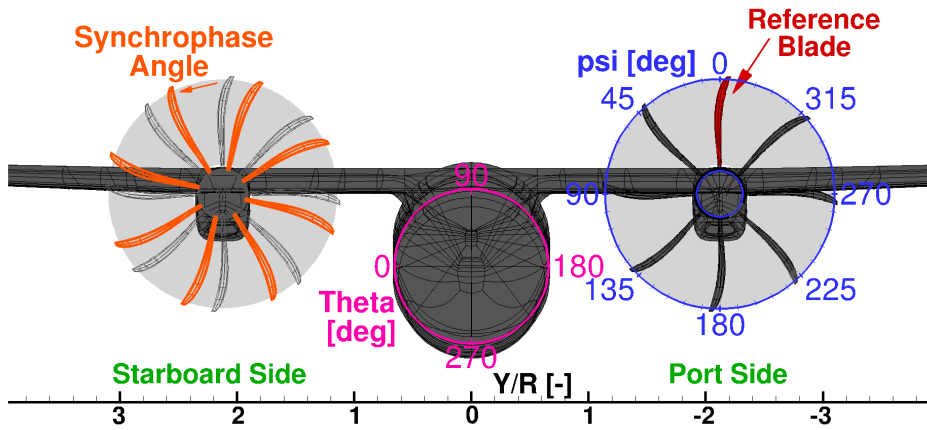 Synchrophase
Angle
Reference
Blade
psi [deg]
0
45
315
90
270
135
225
180
90
0
180
270
Theta
[deg]
Starboard Side
Y/R [-]
Port Side
3
2
1
0
-1
-2
-3